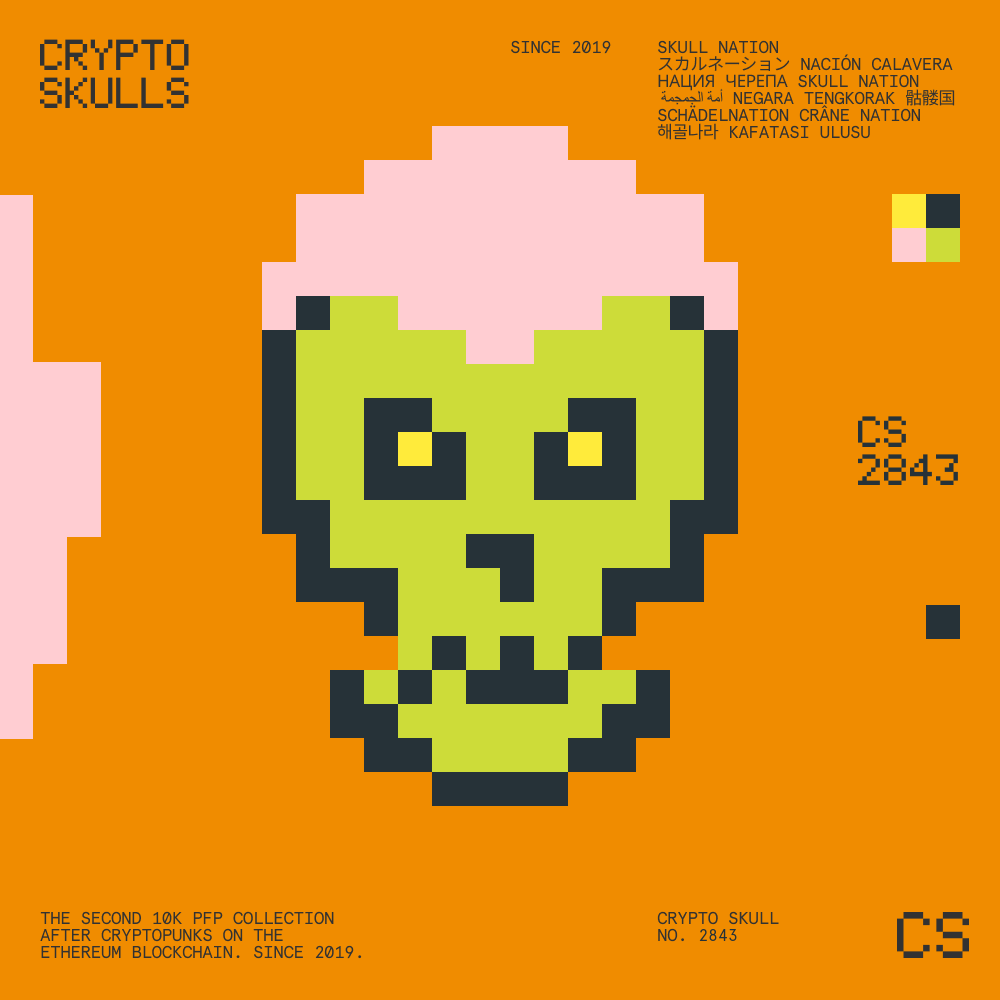 CRYPTO
SKULLS
SINCE 2019
SKULL NATION
スカルネーション NACIÓN CALAVERA
НАЦИЯ ЧЕРЕПА SKULL NATION
أمة الجمجمة NEGARA TENGKORAK 骷髅国
SCHÄDELNATION CRÂNE NATION
해골나라 KAFATASI ULUSU
CS
2843
THE SECOND 10K PFP COLLECTION
AFTER CRYPTOPUNKS ON THE
ETHEREUM BLOCKCHAIN. SINCE 2019.
CRYPTO SKULL
NO. 2843
CS